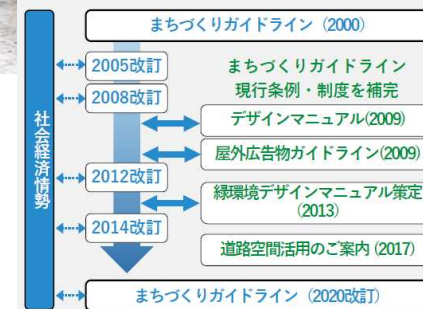 まちづくりガイドライン（2000）
社会経済情勢
2005改訂
2008改訂
2012改訂
2014改訂
まちづくりガイドライン
現行条例・制度を補完
デザインマニュアル(2009)
屋外広告物ガイドライン(2009)
緑環境デザインマニュアル策定
(2013)
道路空間活用のご案内 (2017)
まちづくりガイドライン（2020改訂）